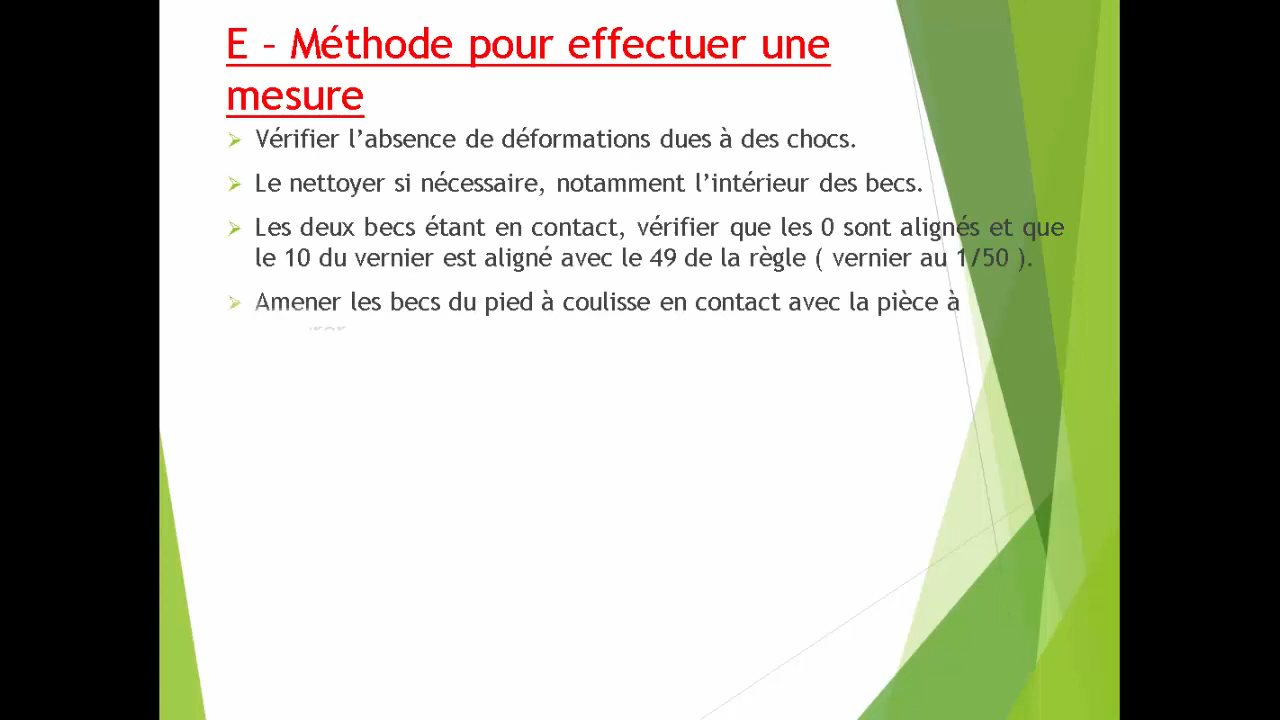 E – Méthode pour effectuer une
mesure
Vérifier l’absence de déformations dues à des chocs.
Le nettoyer si nécessaire, notamment l’intérieur des becs.
Les deux becs étant en contact, vérifier que les 0 sont alignés et que
le 10 du vernier est aligné avec le 49 de la règle ( vernier au 1/50 ).
Amener les becs du pied à coulisse en contact avec la pièce à